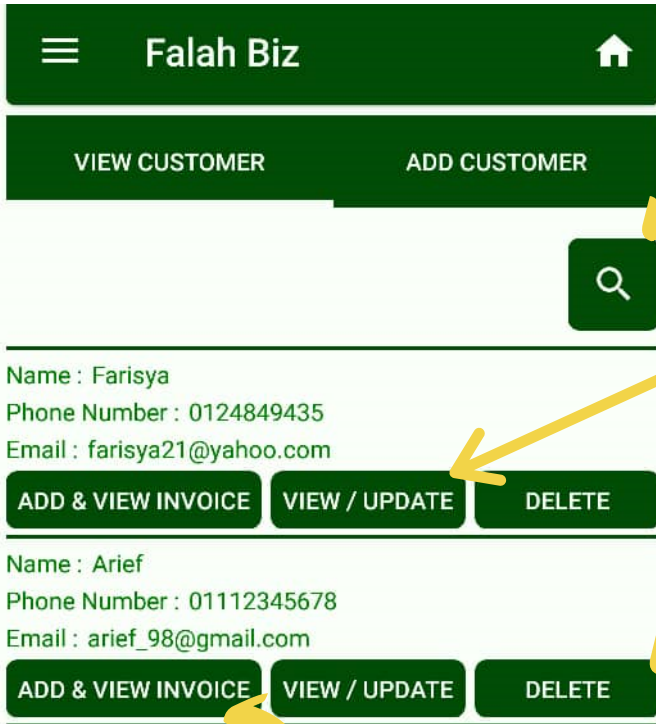 Falah Biz
VIEW CUSTOMER ADD CUSTOMER
Name : Farisya
Phone Number : 0124849435
Email : farisya21@yahoo.com
ADD & VIEW INVOICE VIEW / UPDATE DELETE
Name : Arief
Phone Number : 01112345678
Email : arief_98@gmail.com
ADD & VIEW INVOICE VIEW / UPDATE DELETE